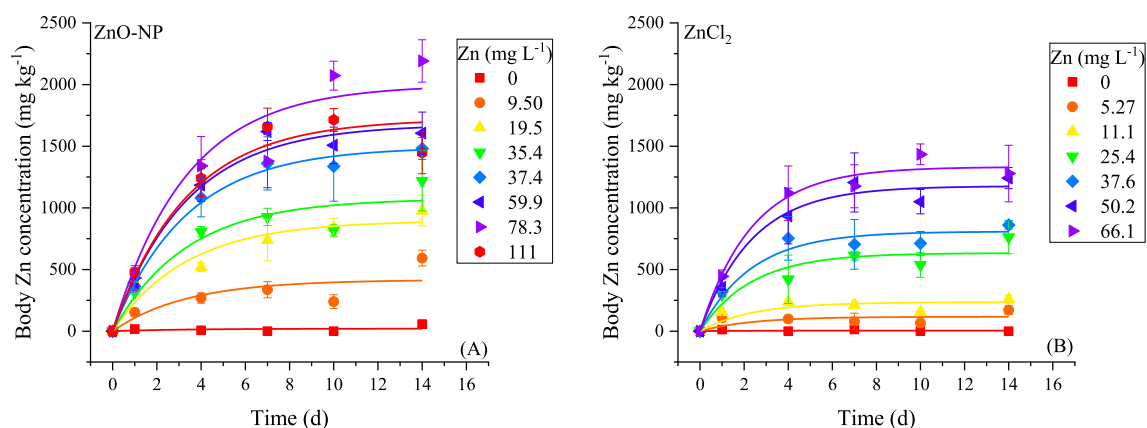 ZnO-NP
Body Zn concentration (mg kg-1)
2500
2000
1500
1000
500
0
0 2 4 6 8 10 12 14 16
Time (d)
Zn (mg L-1)
0
9.50
19.5
35.4
37.4
59.9
78.3
111
(A)
ZnCl2
Body Zn concentration (mg kg-1)
2500
2000
1500
1000
500
0
0 2 4 6 8 10 12 14 16
Time (d)
Zn (mg L-1)
0
5.27
11.1
25.4
37.6
50.2
66.1
(B)